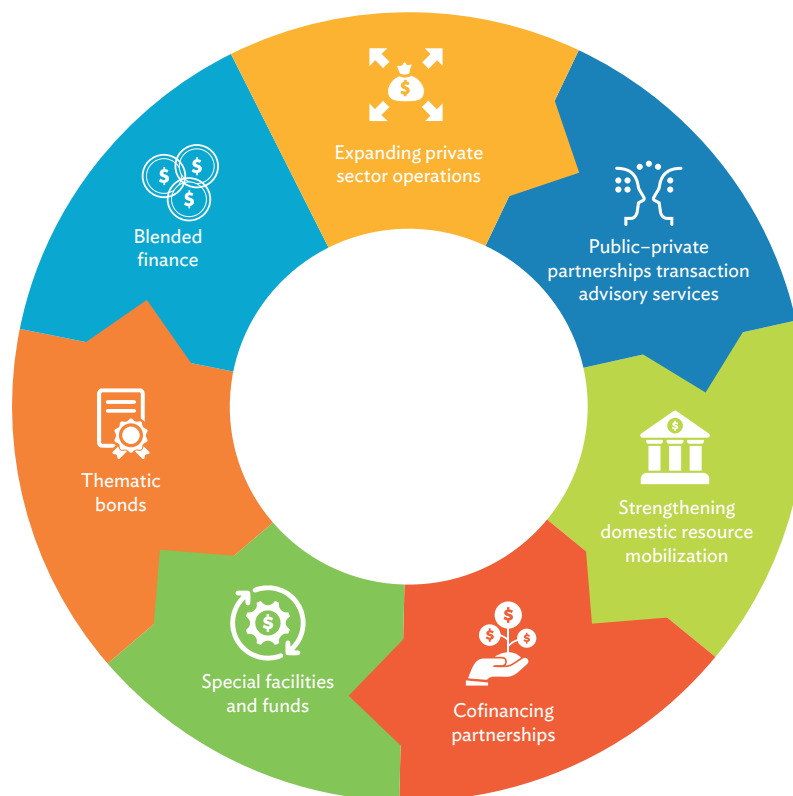 Expanding private
sector operations
Public–private
partnerships transaction
advisory services
Strengthening
domestic resource
mobilization
Cofinancing
partnerships
Special facilities
and funds
Thematic
bonds
Blended
finance